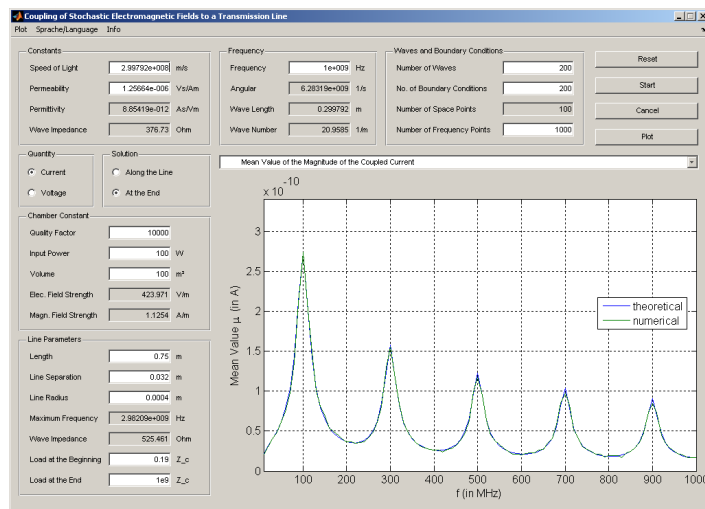 Coupling of Stochastic Electromagnetic Fields to a Transmission Line
Plot Sprache/Language Info
Constants
Speed of Light 2.99792e+008 m/s
Permeability 1.25664e-006 Vs/Am
Permittivity 8.85419e-012 As/Vm
Wave Impedance 376.73 Ohm
Frequency
Frequency 1e+009 Hz
Angular 6.28319e+009 1/s
Wave Length 0.299792 m
Wave Number 20.9585 1/m
Waves and Boundary Conditions
Number of Waves 200
No. of Boundary Conditions 200
Number of Space Points 100
Number of Frequency Points 1000
Reset
Start
Cancel
Plot
Quantity
Current
Voltage
Solution
Along the Line
At the End
Mean Value of the Magnitude of the Coupled Current
Chamber Constant
Quality Factor 10000
Input Power 100 W
Volume 100 m³
Elec. Field Strength 423.971 V/m
Magn. Field Strength 1.1254 A/m
Line Parameters
Length 0.75 m
Line Separation 0.032 m
Line Radius 0.0004 m
Maximum Frequency 2.98209e+009 Hz
Wave Impedance 525.461 Ohm
Load at the Beginning 0.19 Z_c
Load at the End 1e9 Z_c
x 10-10
3
2.5
2
1.5
1
0.5
0
Mean Value μ (in A)
theoretical
numerical
100 200 300 400 500 600 700 800 900 1000
f (in MHz)